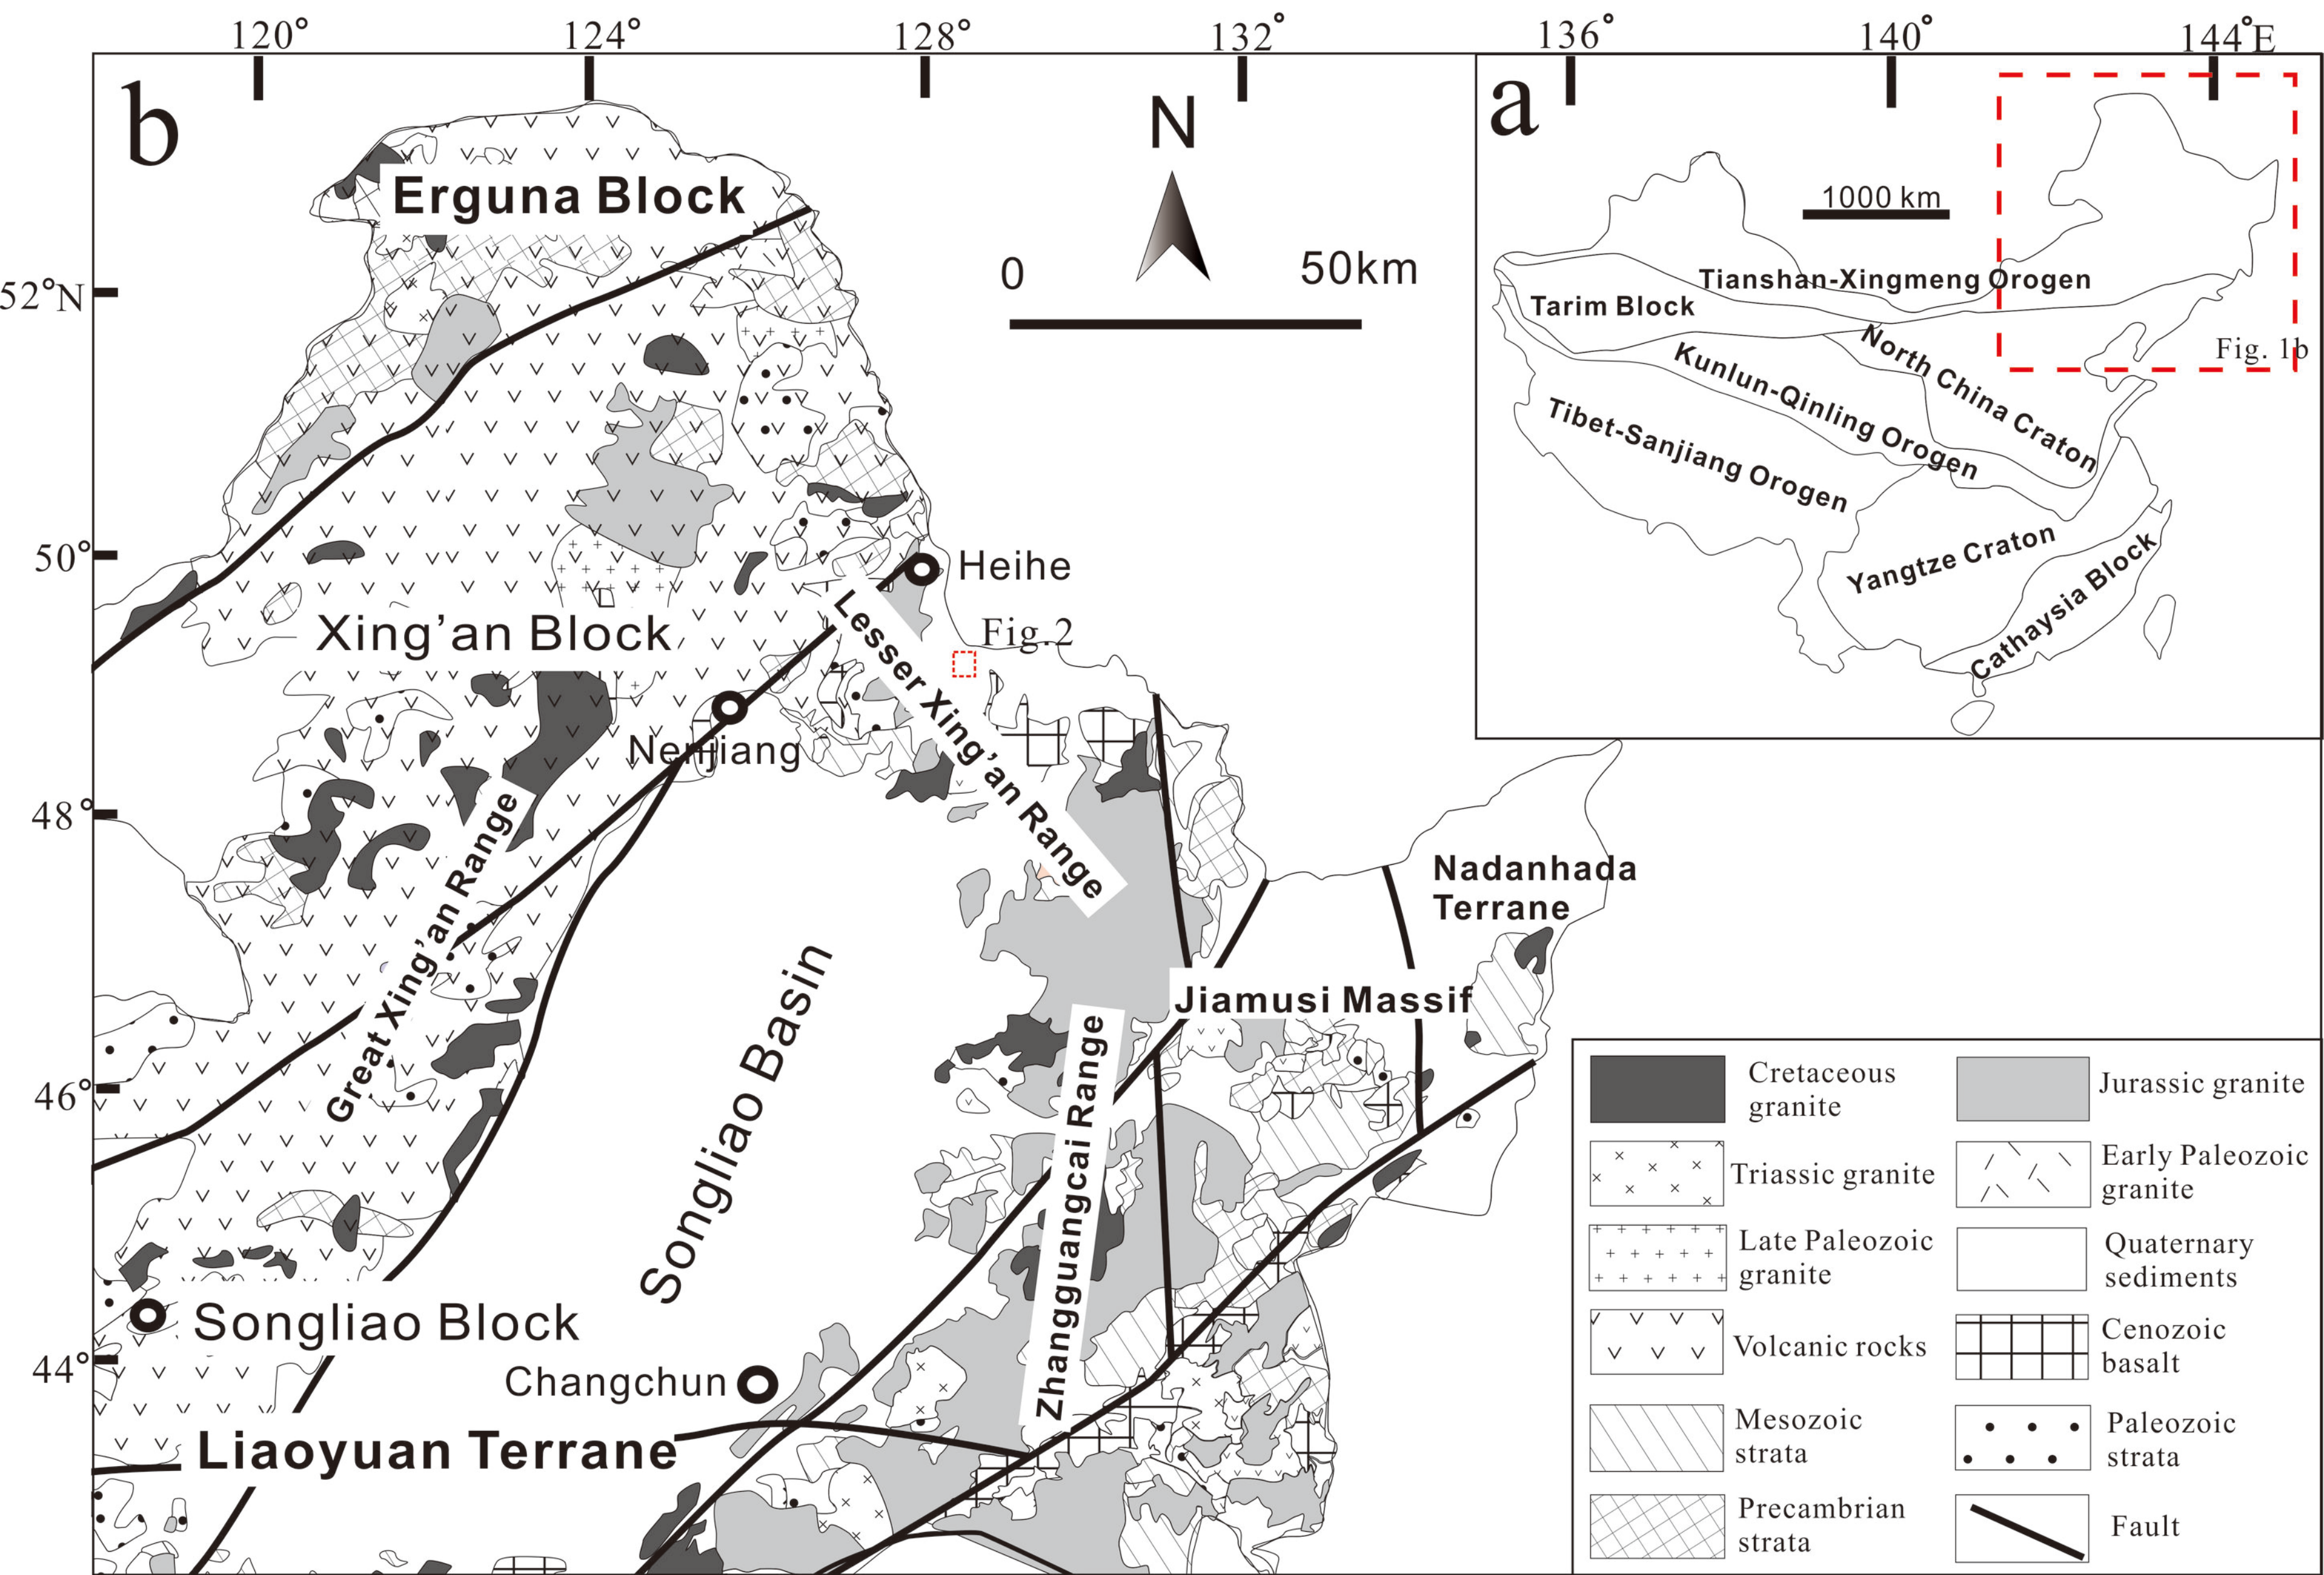 120°
124°
128°
132°
136°
140°
144°E
b
a
N
0
50km
52°N
50°
48°
46°
44°
Erguna Block
Xing’an Block
Heihe
Fig.2
Lesser Xing’an Range
Nenjiang
Great Xing’an Range
Songliao Basin
Nadanhada
Terrane
Jiamusi Massif
Zhangguangcai Range
Songliao Block
Changchun
Liaoyuan Terrane
1000 km
Tianshan-Xingmeng Orogen
Tarim Block
North China Craton
Kunlun-Qinling Orogen
Tibet-Sanjiang Orogen
Yangtze Craton
Cathaysia Block
Fig. 1b
Cretaceous
granite
Jurassic granite
Triassic granite
Early Paleozoic
granite
Late Paleozoic
granite
Quaternary
sediments
Volcanic rocks
Cenozoic
basalt
Mesozoic
strata
Paleozoic
strata
Precambrian
strata
Fault